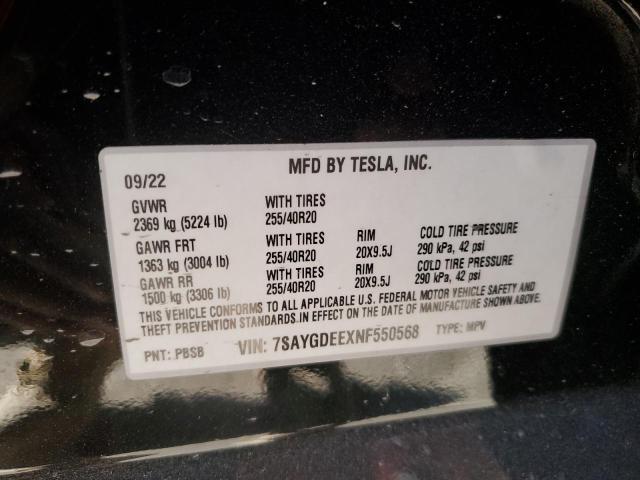 MFD BY TESLA, INC.
09/22
GVWR WITH TIRES
2369 kg (5224 lb) 255/40R20
GAWR FRT WITH TIRES RIM COLD TIRE PRESSURE
1363 kg (3004 lb) 255/40R20 20X9.5J 290 kPa, 42 psi
GAWR RR WITH TIRES RIM COLD TIRE PRESSURE
1500 kg (3306 lb) 255/40R20 20X9.5J 290 kPa, 42 psi
THIS VEHICLE CONFORMS TO ALL APPLICABLE U.S. FEDERAL MOTOR VEHICLE SAFETY AND
THEFT PREVENTION STANDARDS.IN EFFECT ON THE DATE OF MANUFACTURE SHOWN ABOVE.
PNT: PBSB VIN: 7SAYGDEEXNF550568 TYPE: MPV